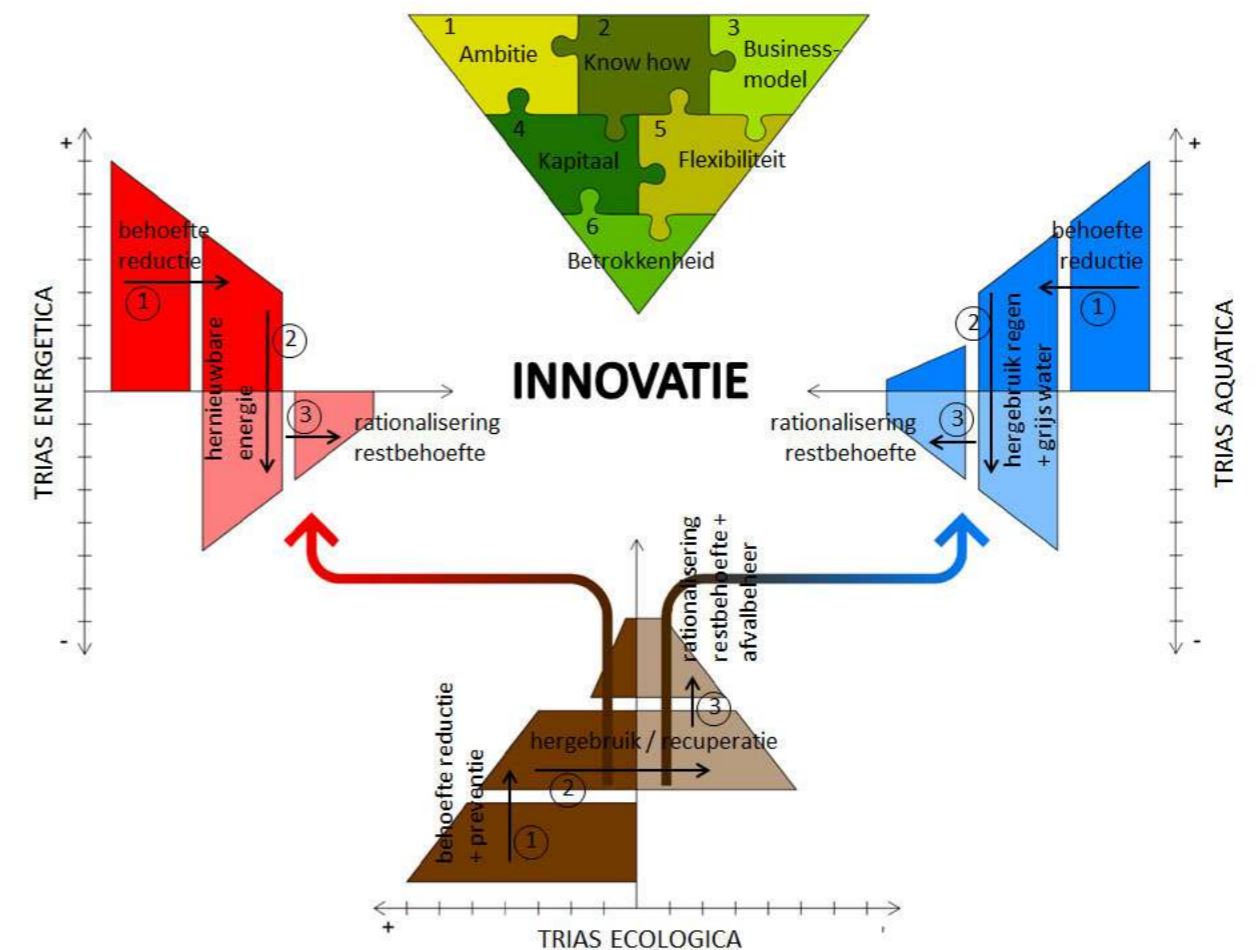 1
Ambitie
2
Know how
3
Business-
model
4
Kapitaal
5
Flexibiliteit
6
Betrokkenheid
INNOVATIE
TRIAS ENERGETICA
+
-
behoefte
reductie
1
hernieuwbare
energie
2
3
rationalisering
restbehoefte
TRIAS AQUATICA
+
-
behoefte
reductie
1
2
hergebruik regen
+ grijs water
3
rationalisering
restbehoefte
behoefte reductie
+ preventie
1
hergebruik / recuperatie
2
rationalisering
restbehoefte +
afvalbeheer
3
+
-
TRIAS ECOLOGICA